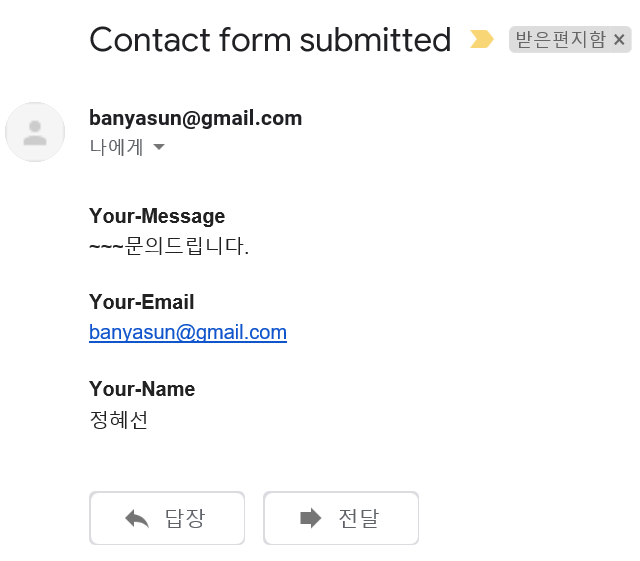 Contact form submitted 받은편지함 ×
banyasun@gmail.com
나에게
Your-Message
~~~문의드립니다.
Your-Email
banyasun@gmail.com
Your-Name
정혜선
답장 전달